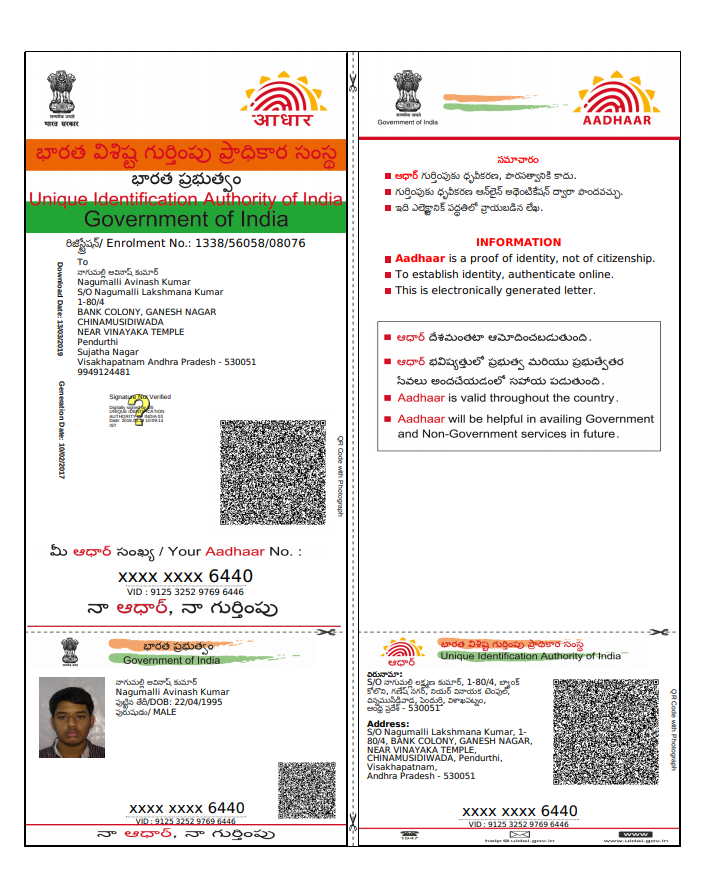 सत्यमेव जयते
भारत सरकार
आधार
భారత విశిష్ట గుర్తింపు ప్రాధికార సంస్థ
భారత ప్రభుత్వం
Unique Identification Authority of India
Government of India
రిజిస్ట్రేషన్/ Enrolment No.: 1338/56058/08076
Download Date: 13/03/2019
Generation Date: 10/02/2017
To
నాగుమల్లి అవినాష్ కుమార్
Nagumalli Avinash Kumar
S/O Nagumalli Lakshmana Kumar
1-80/4
BANK COLONY, GANESH NAGAR
CHINAMUSIDIWADA
NEAR VINAYAKA TEMPLE
Pendurthi
Sujatha Nagar
Visakhapatnam Andhra Pradesh - 530051
9949124481
Signature Not Verified
QR Code with Photograph
మీ ఆధార్ సంఖ్య / Your Aadhaar No. :
xxxx xxxx 6440
VID : 9125 3252 9769 6446
నా ఆధార్, నా గుర్తింపు
Government of India
AADHAAR
సమాచారం
ఆధార్ గుర్తింపుకు ధృవీకరణ, పౌరసత్వానికి కాదు.
గుర్తింపుకు ధృవీకరణ ఆన్‌లైన్ అథెంటికేషన్ ద్వారా పొందవచ్చు.
ఇది ఎలెక్ట్రానిక్ పద్ధతిలో వ్రాయబడిన లేఖ.
INFORMATION
Aadhaar is a proof of identity, not of citizenship.
To establish identity, authenticate online.
This is electronically generated letter.
ఆధార్ దేశమంతటా ఆమోదించబడుతుంది.
ఆధార్ భవిష్యత్తులో ప్రభుత్వ మరియు ప్రభుత్వేతర
సేవలు అందచేయడంలో సహాయ పడుతుంది.
Aadhaar is valid throughout the country.
Aadhaar will be helpful in availing Government
and Non-Government services in future.
భారత ప్రభుత్వం
Government of India
నాగుమల్లి అవినాష్ కుమార్
Nagumalli Avinash Kumar
పుట్టిన తేదీ/DOB: 22/04/1995
పురుషుడు/ MALE
xxxx xxxx 6440
VID : 9125 3252 9769 6446
నా ఆధార్, నా గుర్తింపు
ఆధార్
భారత విశిష్ట గుర్తింపు ప్రాధికార సంస్థ
Unique Identification Authority of India
చిరునామా:
S/O నాగుమల్లి లక్ష్మణ కుమార్, 1-80/4, బ్యాంక్
కోలొని, గణేష్ నగర్, నియర్ వినాయక టెంపుల్,
చిన్నముసిడివాడ, పెందుర్తి, విశాఖపట్నం,
ఆంధ్ర ప్రదేశ్ - 530051
Address:
S/O Nagumalli Lakshmana Kumar, 1-
80/4, BANK COLONY, GANESH NAGAR,
NEAR VINAYAKA TEMPLE,
CHINAMUSIDIWADA, Pendurthi,
Visakhapatnam,
Andhra Pradesh - 530051
QR Code with Photograph
xxxx xxxx 6440
VID : 9125 3252 9769 6446
1947
help@uidai.gov.in
www
www.uidai.gov.in